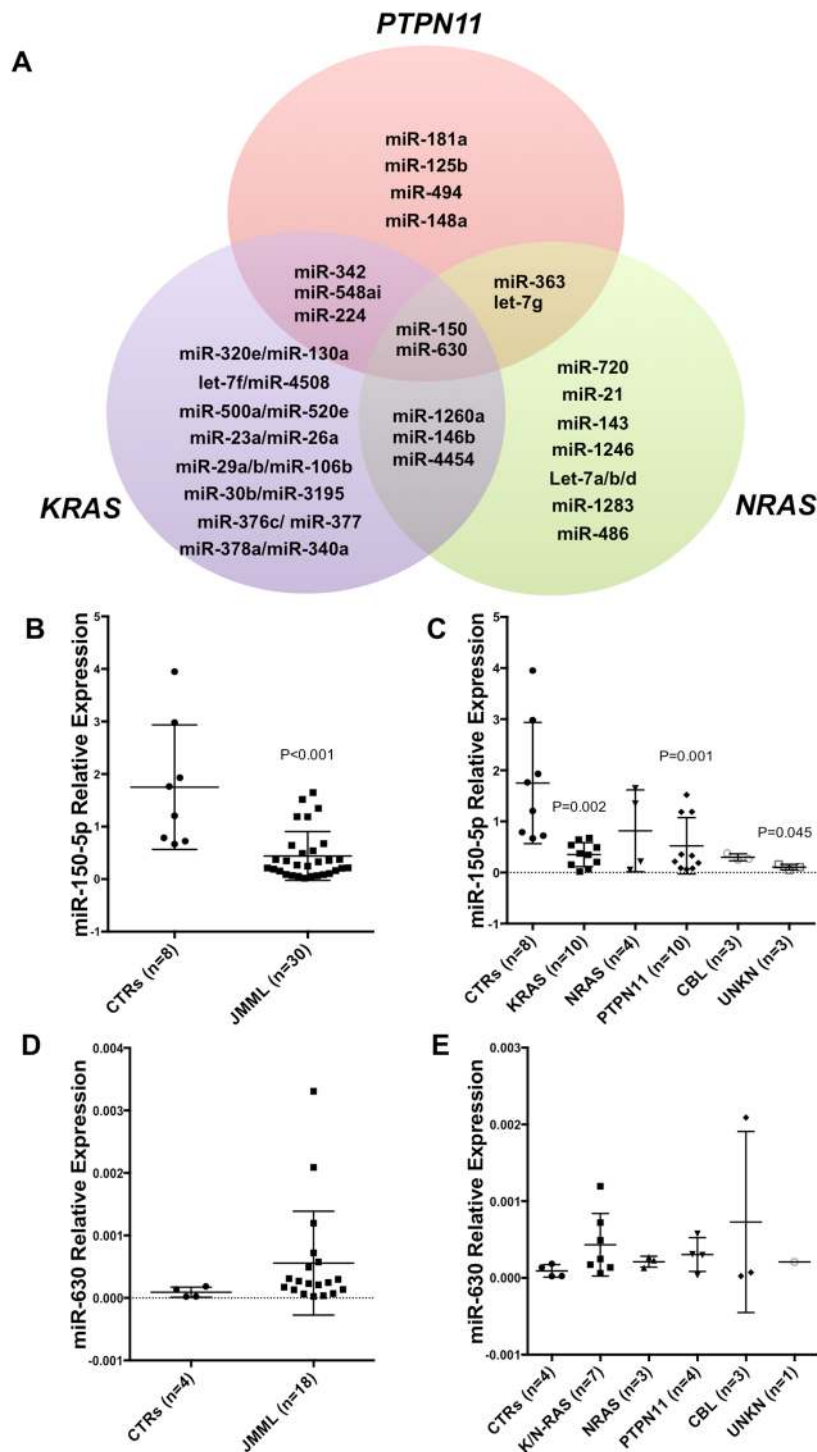 PTPN11
A
miR-181a
miR-125b
miR-494
miR-148a
miR-342
miR-548ai
miR-224
miR-363
let-7g
miR-150
miR-630
miR-320e/miR-130a
let-7f/miR-4508
miR-500a/miR-520e
miR-23a/miR-26a
miR-29a/b/miR-106b
miR-30b/miR-3195
miR-376c/ miR-377
miR-378a/miR-340a
miR-1260a
miR-146b
miR-4454
miR-720
miR-21
miR-143
miR-1246
Let-7a/b/d
miR-1283
miR-486
KRAS
NRAS
B
miR-150-5p Relative Expression
5
4
3
2
1
0
-1
P<0.001
CTRs (n=8)
JMML (n=30)
C
miR-150-5p Relative Expression
5
4
3
2
1
0
-1
P=0.002
P=0.001
P=0.045
CTRs (n=8)
KRAS (n=10)
NRAS (n=4)
PTPN11 (n=10)
CBL (n=3)
UNKN (n=3)
D
miR-630 Relative Expression
0.004
0.003
0.002
0.001
0.000
-0.001
CTRs (n=4)
JMML (n=18)
E
miR-630 Relative Expression
0.003
0.002
0.001
0.000
-0.001
CTRs (n=4)
K/N-RAS (n=7)
NRAS (n=3)
PTPN11 (n=4)
CBL (n=3)
UNKN (n=1)